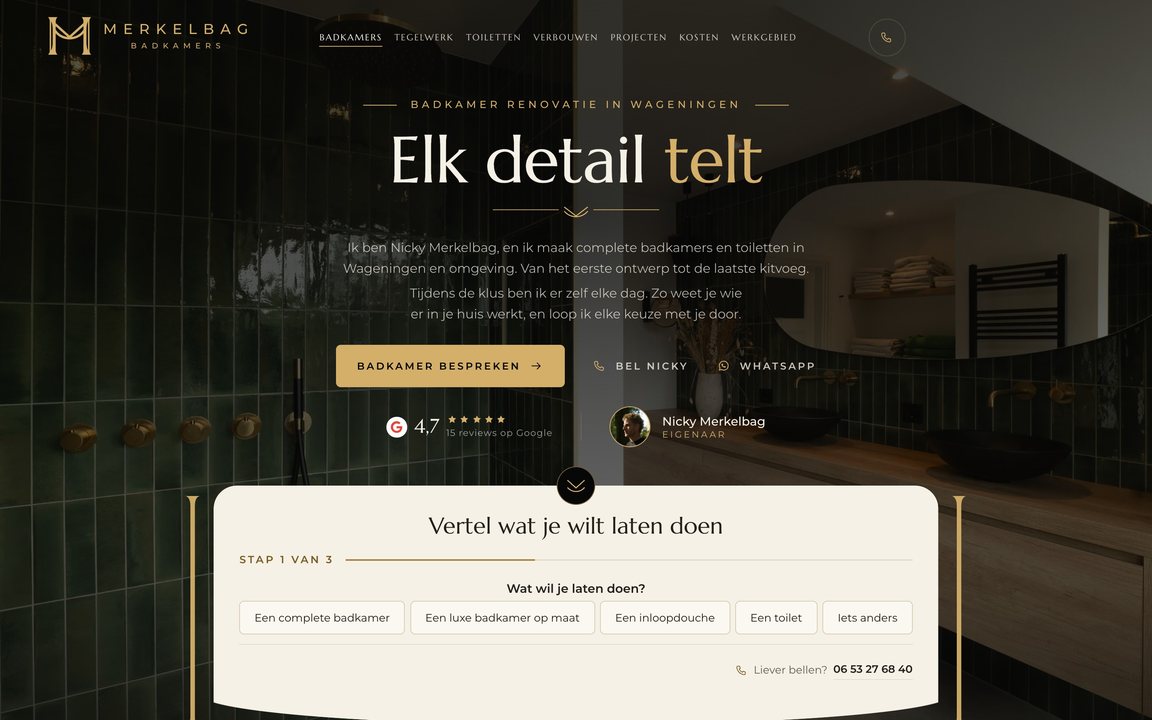 MERKELBAG
BADKAMERS
BADKAMERS TEGELWERK TOILETTEN VERBOUWEN PROJECTEN KOSTEN WERKGEBIED
BADKAMER RENOVATIE IN WAGENINGEN
Elk detail telt
Ik ben Nicky Merkelbag, en ik maak complete badkamers en toiletten in
Wageningen en omgeving. Van het eerste ontwerp tot de laatste kitvoeg.
Tijdens de klus ben ik er zelf elke dag. Zo weet je wie
er in je huis werkt, en loop ik elke keuze met je door.
BADKAMER BESPREKEN →
BEL NICKY
WHATSAPP
G 4,7 ★★★★★
15 reviews op Google
Nicky Merkelbag
EIGENAAR
Vertel wat je wilt laten doen
STAP 1 VAN 3
Wat wil je laten doen?
Een complete badkamer
Een luxe badkamer op maat
Een inloopdouche
Een toilet
Iets anders
Liever bellen? 06 53 27 68 40